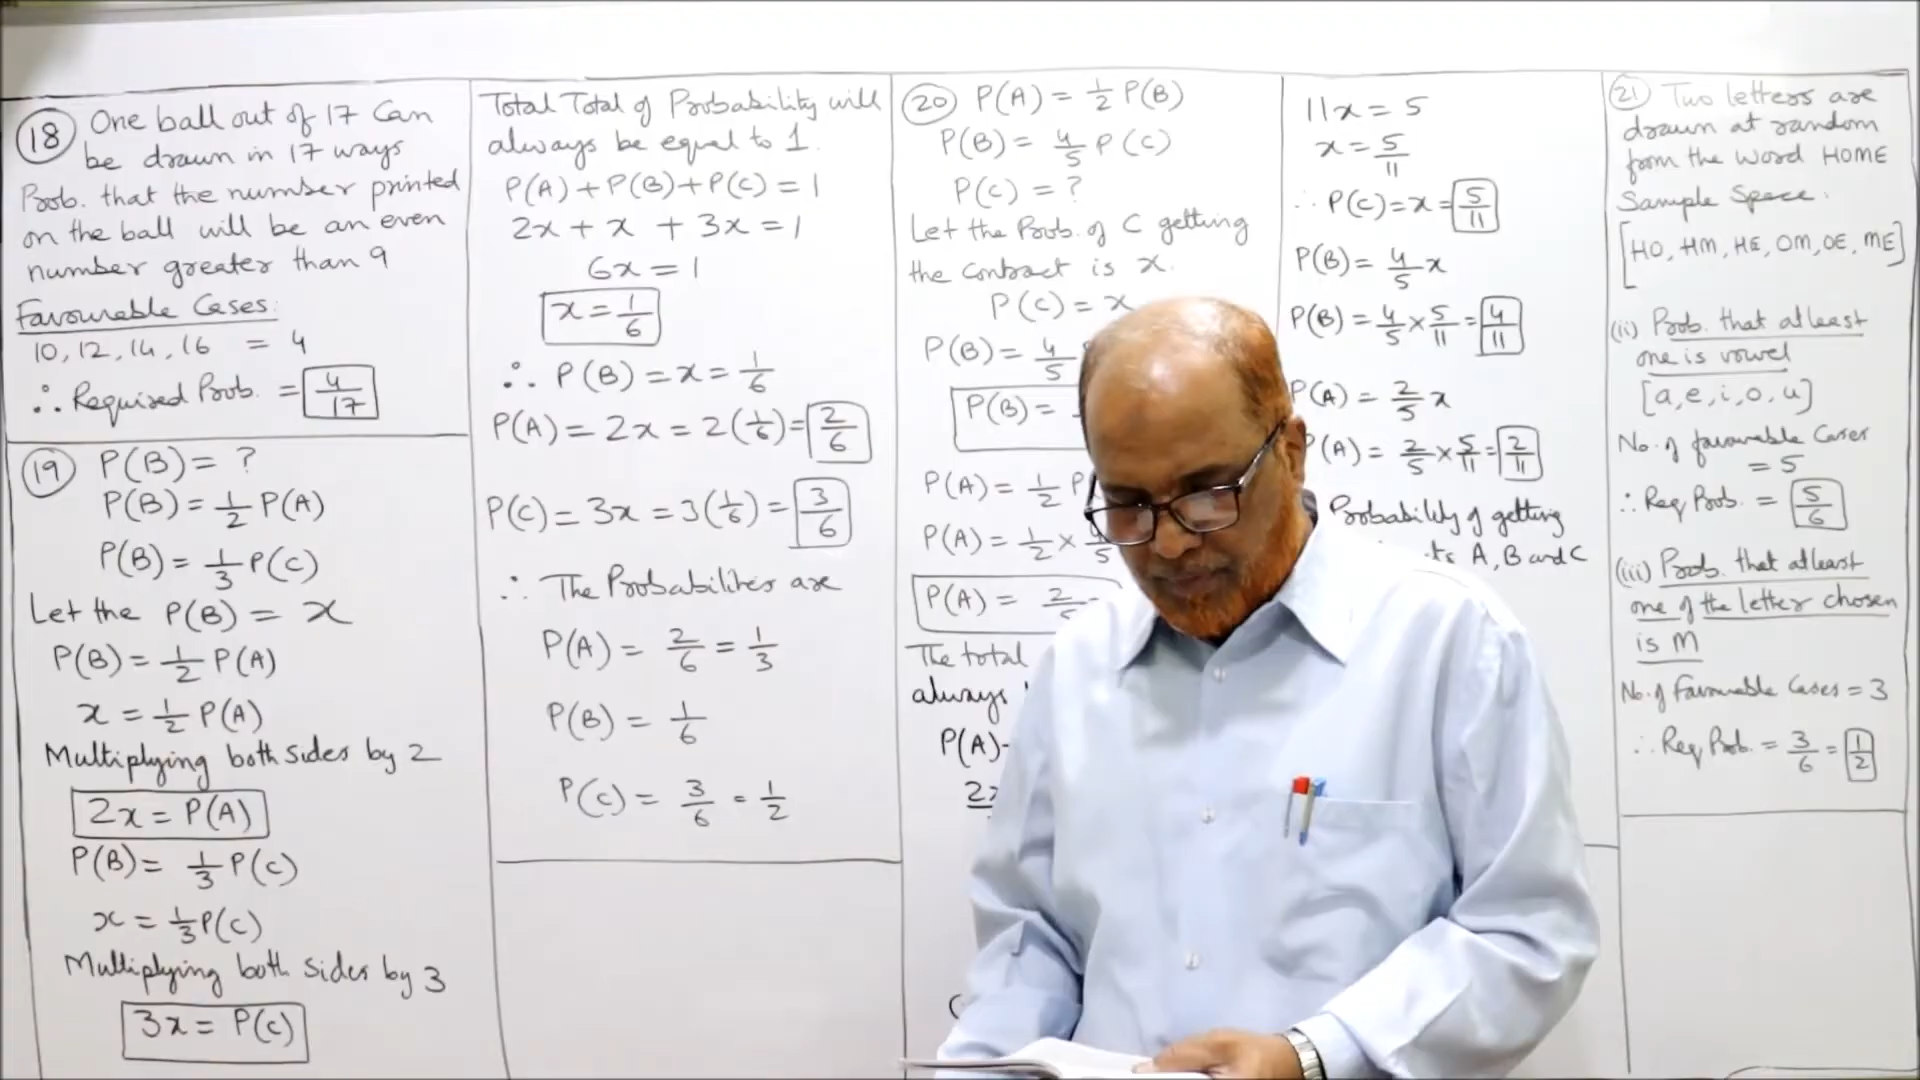 18 One ball out of 17 Can
be drawn in 17 ways
Prob. that the number printed
on the ball will be an even
number greater than 9
Favourable Cases:
10, 12, 14, 16 = 4
∴ Required Prob. = 4/17
19 P(B) = ?
P(B) = 1/2 P(A)
P(B) = 1/3 P(C)
Let the P(B) = x
P(B) = 1/2 P(A)
x = 1/2 P(A)
Multiplying both sides by 2
2x = P(A)
P(B) = 1/3 P(C)
x = 1/3 P(C)
Multiplying both sides by 3
3x = P(C)
Total Total of Probability will
always be equal to 1.
P(A) + P(B) + P(C) = 1
2x + x + 3x = 1
6x = 1
x = 1/6
∴ P(B) = x = 1/6
P(A) = 2x = 2(1/6) = 2/6
P(C) = 3x = 3(1/6) = 3/6
∴ The Probabilities are
P(A) = 2/6 = 1/3
P(B) = 1/6
P(C) = 3/6 = 1/2
20 P(A) = 1/2 P(B)
P(B) = 4/5 P(C)
P(C) = ?
Let the Prob. of C getting
the contract is x.
P(C) = x
P(B) = 4/5
P(B) =
P(A) = 1/2 P
P(A) = 1/2 × 4/5
P(A) = 2/5
The total
always
P(A)
2x
11x = 5
x = 5/11
∴ P(C) = x = 5/11
P(B) = 4/5 x
P(B) = 4/5 × 5/11 = 4/11
P(A) = 2/5 x
P(A) = 2/5 × 5/11 = 2/11
Probability of getting
A, B and C
21 Two letters are
drawn at random
from the word HOME
Sample Space:
[HO, HM, HE, OM, OE, ME]
(ii) Prob. that atleast
one is vowel
[a, e, i, o, u]
No. of favourable Cases
= 5
∴ Req Prob. = 5/6
(iii) Prob. that atleast
one of the letter chosen
is M
No. of Favourable Cases = 3
∴ Req Prob. = 3/6 = 1/2